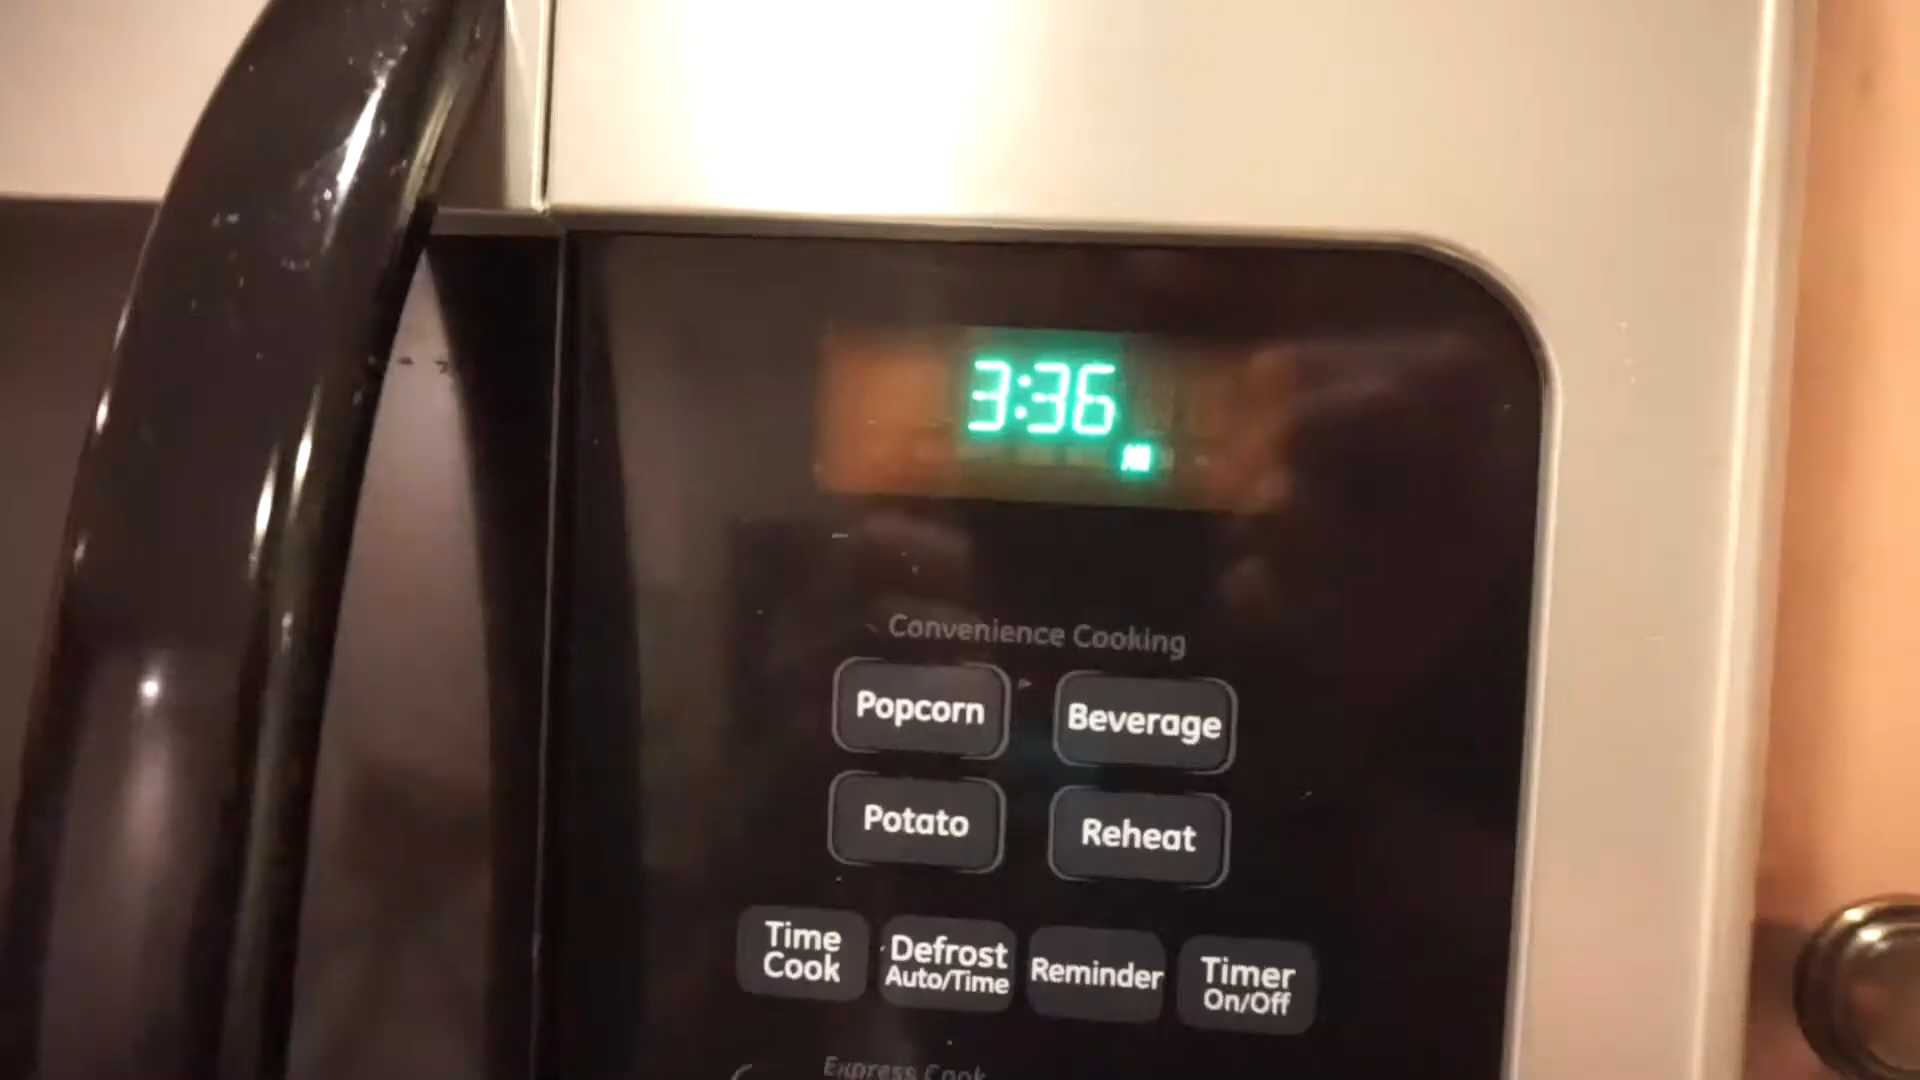 3:36
AM
Convenience Cooking
Popcorn
Beverage
Potato
Reheat
Time
Cook
Defrost
Auto/Time
Reminder
Timer
On/Off
Express Cook